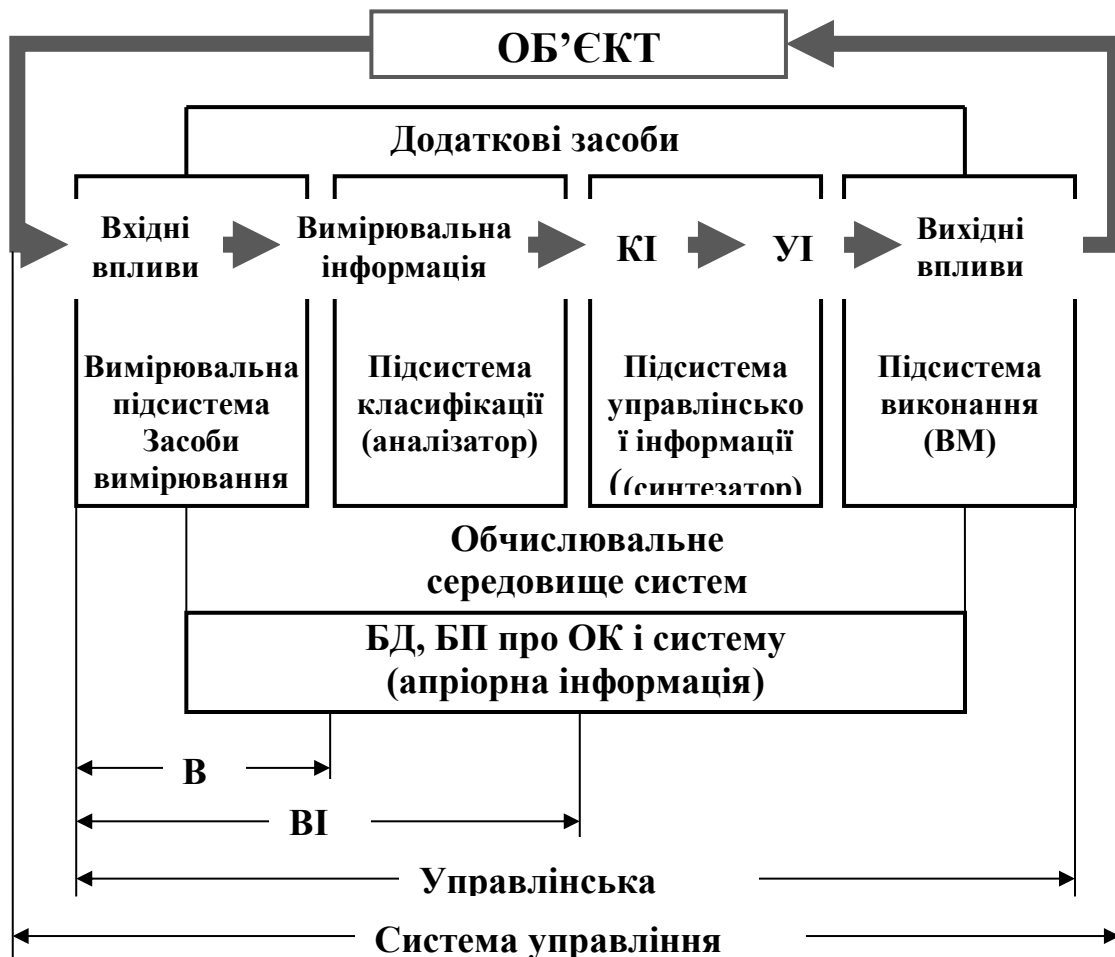 ОБ’ЄКТ
Додаткові засоби
Вхідні
впливи
Вимірювальна
інформація
КІ
УІ
Вихідні
впливи
Вимірювальна
підсистема
Засоби
вимірювання
Підсистема
класифікації
(аналізатор)
Підсистема
управлінсько
ї інформації
((синтезатор)
Підсистема
виконання
(ВМ)
Обчислювальне
середовище систем
БД, БП про ОК і систему
(апріорна інформація)
В
ВІ
Управлінська
Система управління